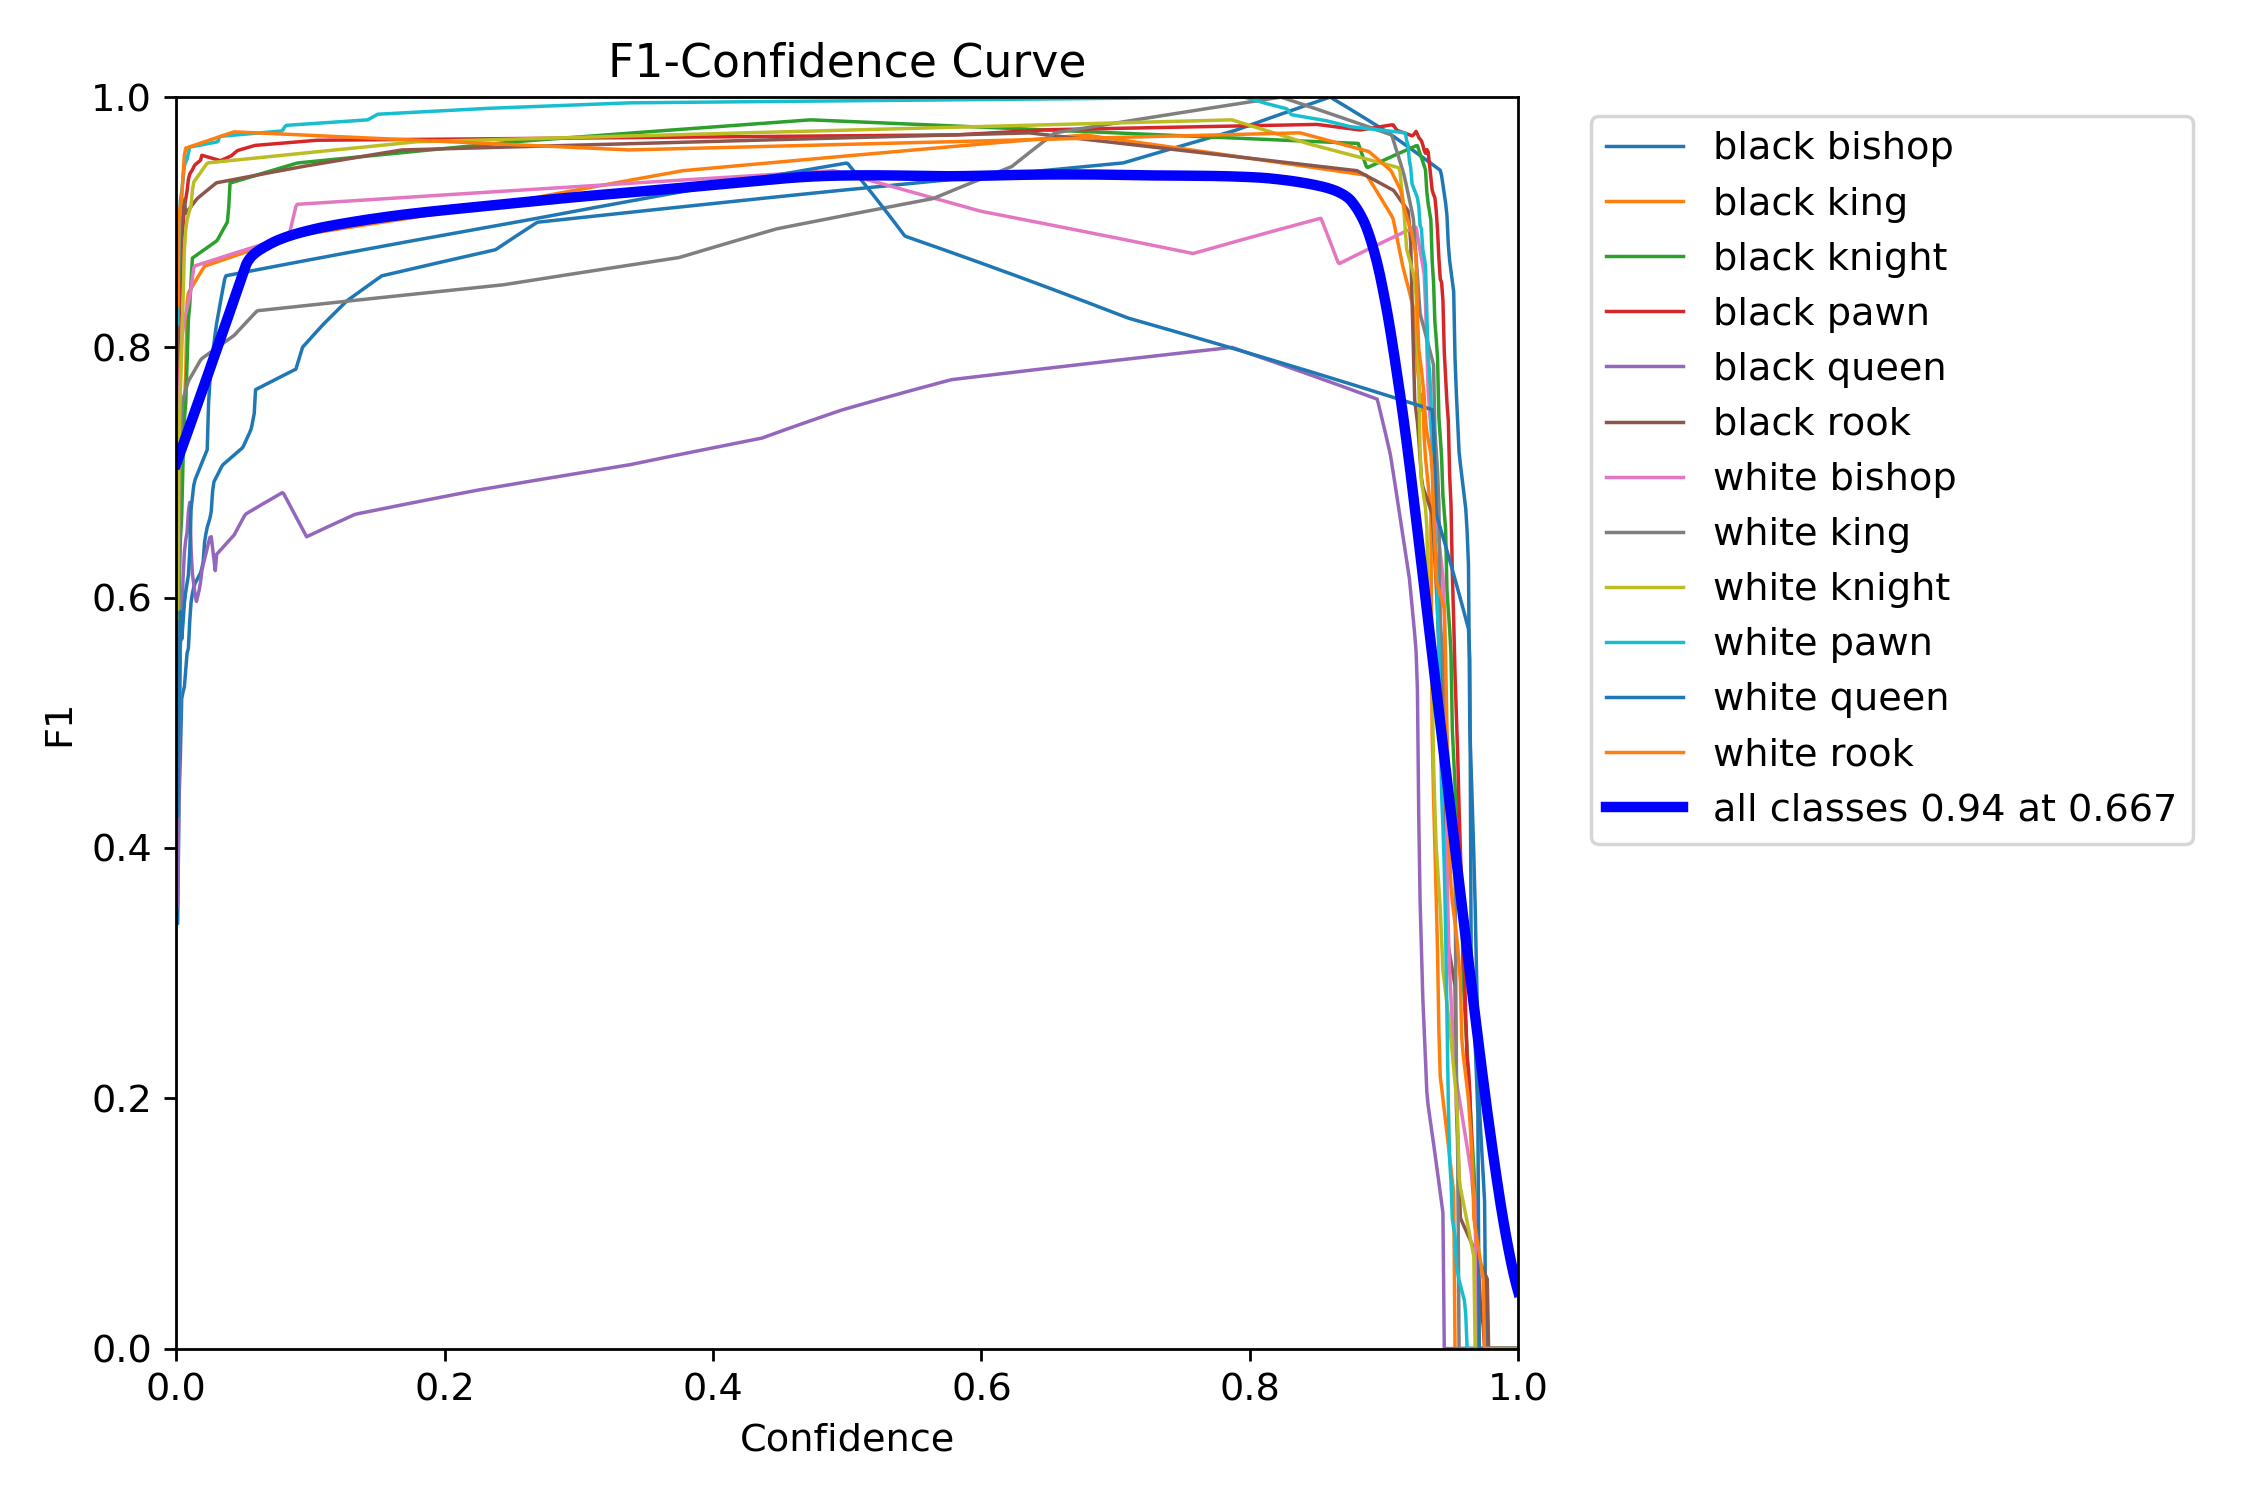 F1-Confidence Curve
1.0
0.8
0.6
0.4
0.2
0.0
F1
0.0 0.2 0.4 0.6 0.8 1.0
Confidence
black bishop
black king
black knight
black pawn
black queen
black rook
white bishop
white king
white knight
white pawn
white queen
white rook
all classes 0.94 at 0.667